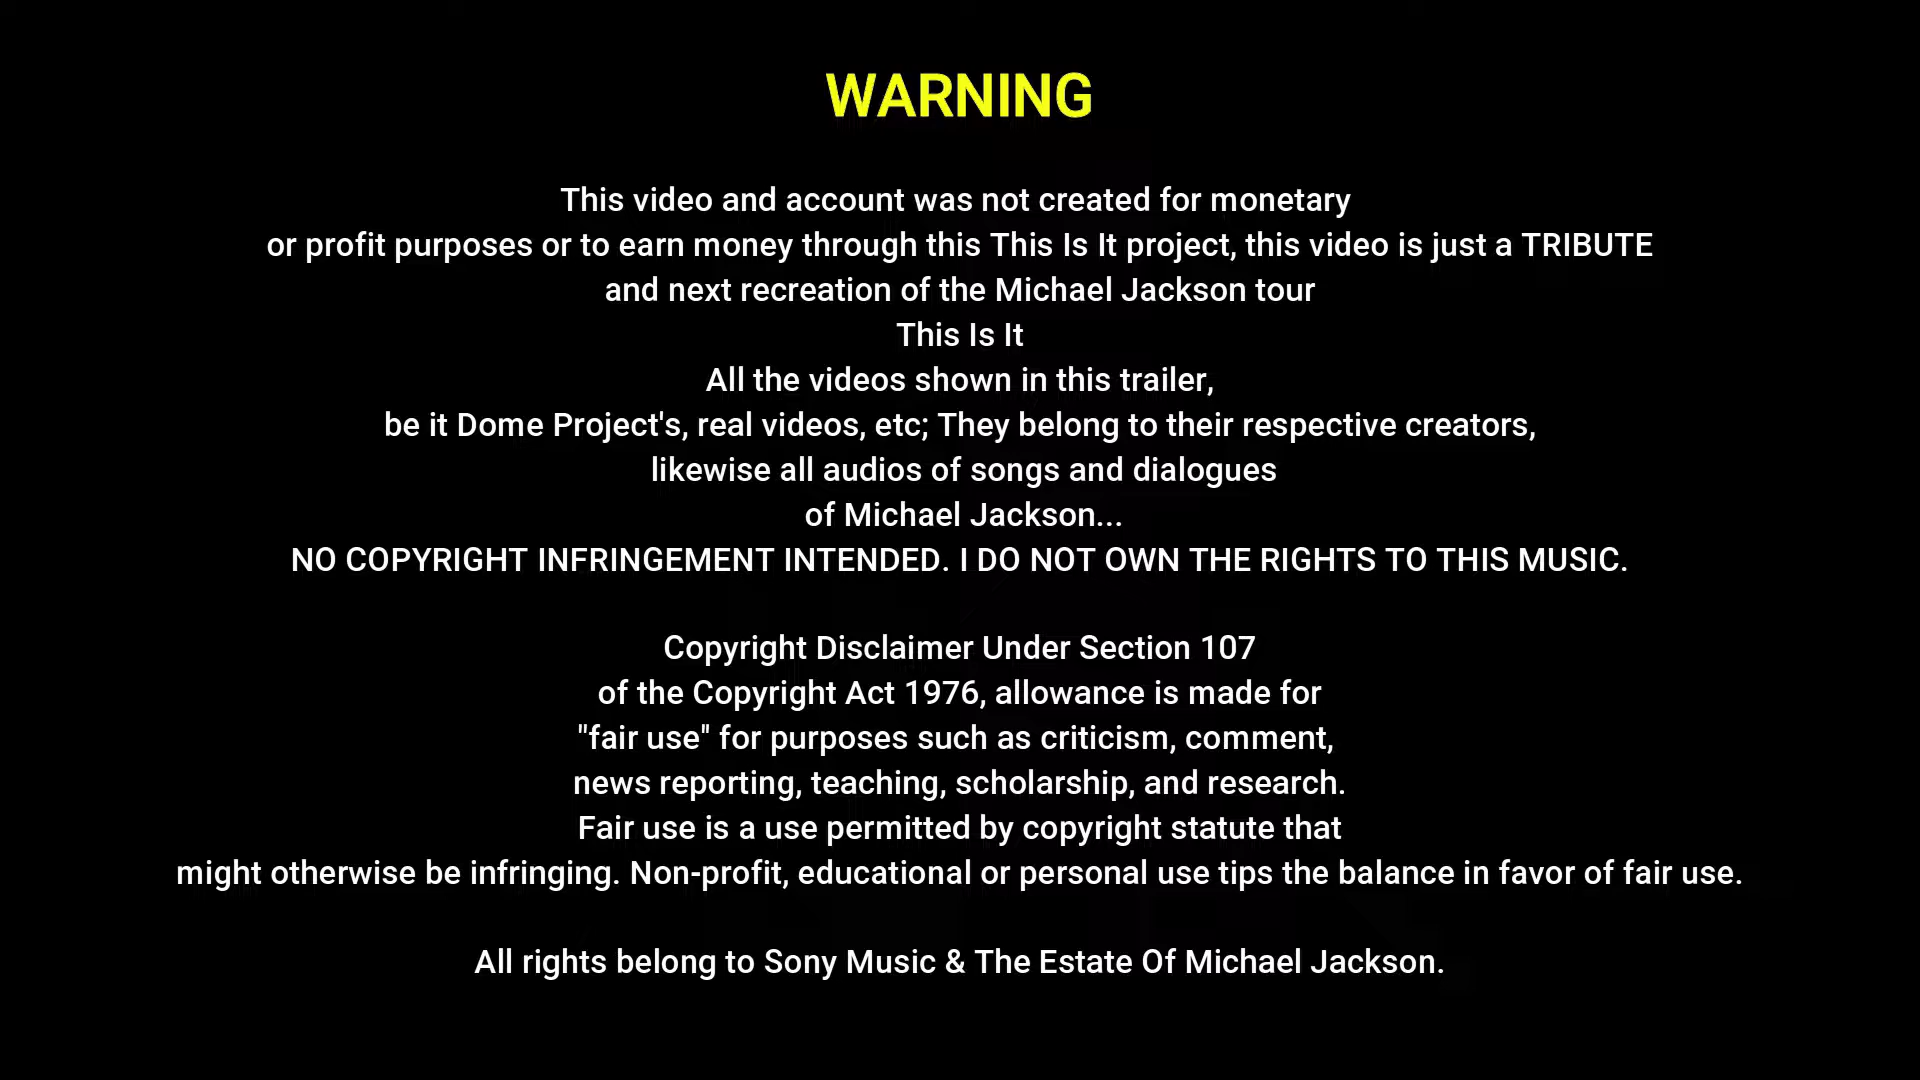 WARNING
This video and account was not created for monetary
or profit purposes or to earn money through this This Is It project, this video is just a TRIBUTE
and next recreation of the Michael Jackson tour
This Is It
All the videos shown in this trailer,
be it Dome Project's, real videos, etc; They belong to their respective creators,
likewise all audios of songs and dialogues
of Michael Jackson...
NO COPYRIGHT INFRINGEMENT INTENDED. I DO NOT OWN THE RIGHTS TO THIS MUSIC.
Copyright Disclaimer Under Section 107
of the Copyright Act 1976, allowance is made for
"fair use" for purposes such as criticism, comment,
news reporting, teaching, scholarship, and research.
Fair use is a use permitted by copyright statute that
might otherwise be infringing. Non-profit, educational or personal use tips the balance in favor of fair use.
All rights belong to Sony Music & The Estate Of Michael Jackson.